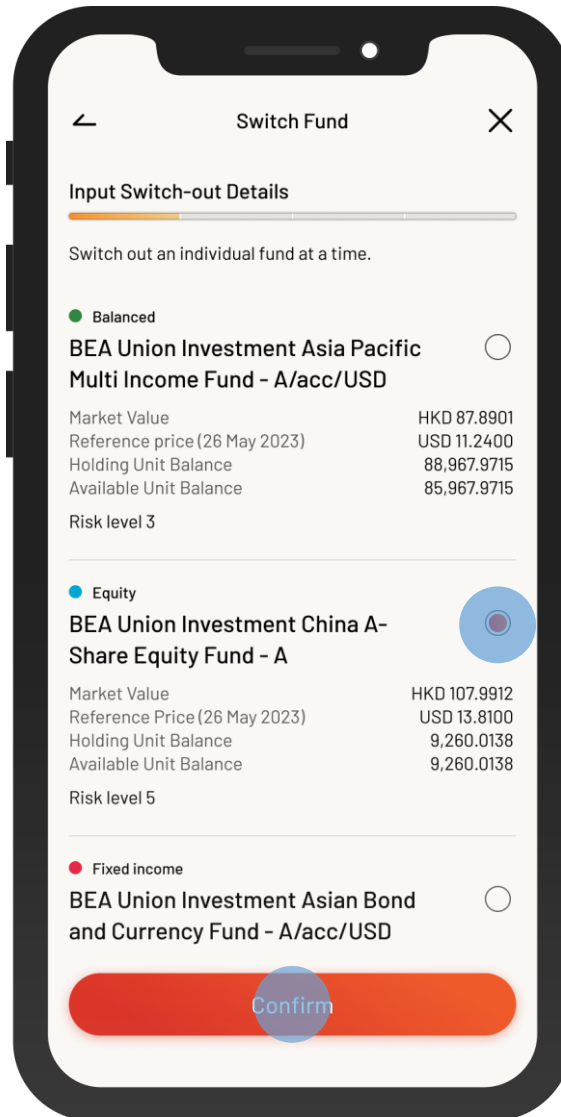 Switch Fund
Input Switch-out Details
Switch out an individual fund at a time.
Balanced
BEA Union Investment Asia Pacific
Multi Income Fund - A/acc/USD
Market Value HKD 87.8901
Reference price (26 May 2023) USD 11.2400
Holding Unit Balance 88,967.9715
Available Unit Balance 85,967.9715
Risk level 3
Equity
BEA Union Investment China A-
Share Equity Fund - A
Market Value HKD 107.9912
Reference Price (26 May 2023) USD 13.8100
Holding Unit Balance 9,260.0138
Available Unit Balance 9,260.0138
Risk level 5
Fixed income
BEA Union Investment Asian Bond
and Currency Fund - A/acc/USD
Confirm